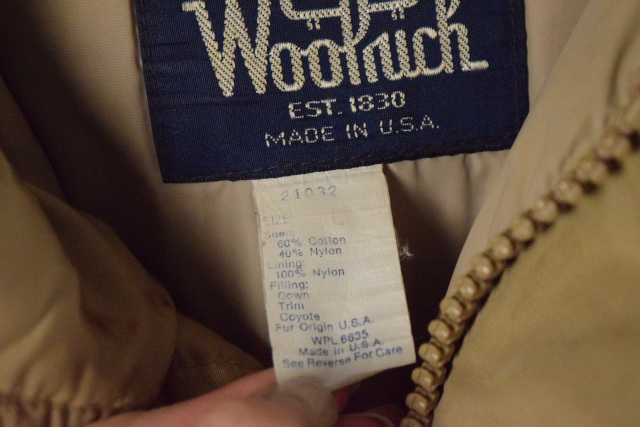 Woolrich
EST. 1830
MADE IN U.S.A.
21032
SIZE
Shell:
60% Cotton
40% Nylon
Lining:
100% Nylon
Filling:
Down
Trim
Coyote
Fur Origin U.S.A.
WPL 6635
Made in U.S.A.
See Reverse For Care